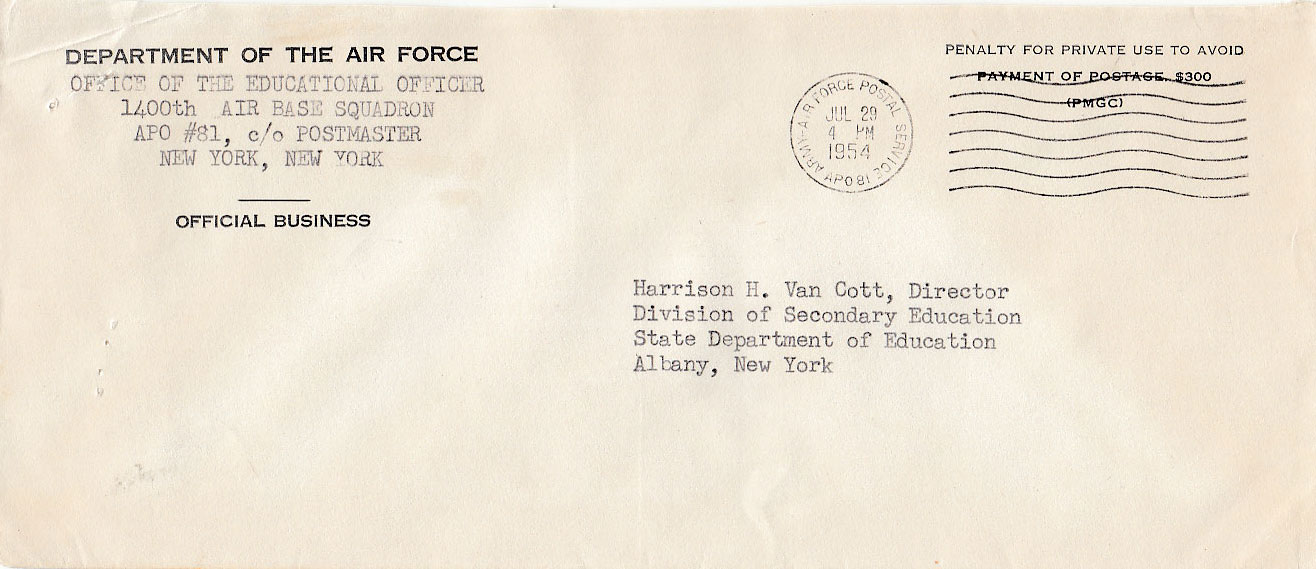 DEPARTMENT OF THE AIR FORCE
OFFICE OF THE EDUCATIONAL OFFICER
1400th AIR BASE SQUADRON
APO #81, c/o POSTMASTER
NEW YORK, NEW YORK
OFFICIAL BUSINESS
ARMY-AIR FORCE POSTAL SERVICE
JUL 29
4 PM
1954
APO 81
PENALTY FOR PRIVATE USE TO AVOID
PAYMENT OF POSTAGE, $300
(PMGC)
Harrison H. Van Cott, Director
Division of Secondary Education
State Department of Education
Albany, New York